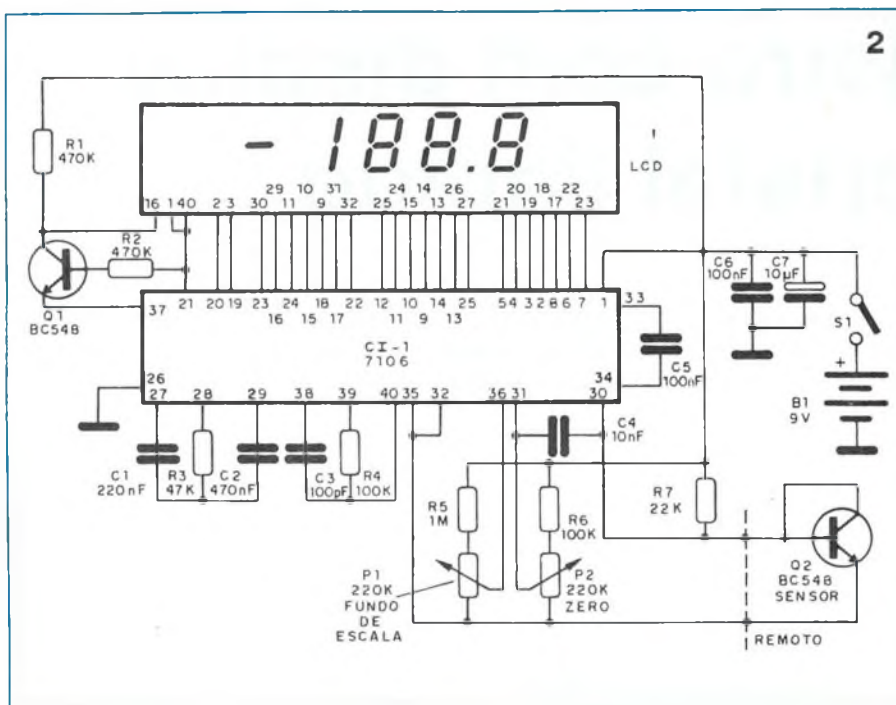 2
-188.8
LCD
R1
470K
29 10 31 24 14 26 20 18 22
16 1 40 2 3 30 11 9 32 25 15 13 27 21 3 19 17 23
R2
470K
Q1
BC548
37 21 20 19 23 24 18 22 12 10 14 25 5 4 3 2 8 6 7 1 33
16 15 17 11 9 13
CI-1
7106
26 34
27 28 29 38 39 40 35 32 36 31 30
C6
100nF
C7
10µF
S1
C5
100nF
+
B1
9V
C4
10nF
C1
220nF
R3
47K
C2
470nF
C3
100pF
R4
100K
R5
1M
R6
100K
R7
22K
P1
220K
FUNDO
DE
ESCALA
P2
220K
ZERO
Q2
BC548
SENSOR
REMOTO